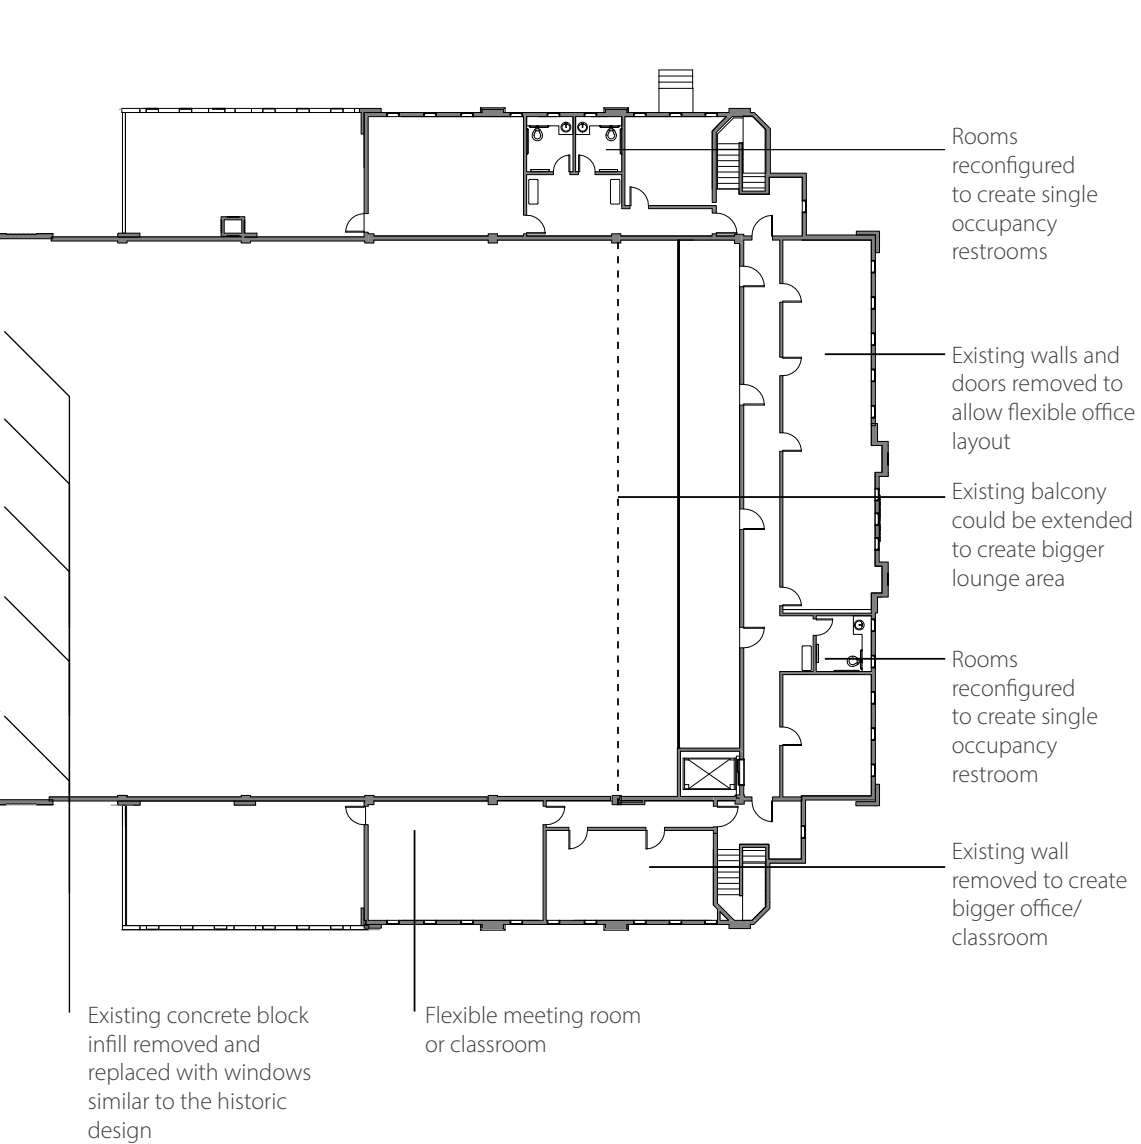 Rooms
reconfigured
to create single
occupancy
restrooms
Existing walls and
doors removed to
allow flexible office
layout
Existing balcony
could be extended
to create bigger
lounge area
Rooms
reconfigured
to create single
occupancy
restroom
Existing wall
removed to create
bigger office/
classroom
Existing concrete block
infill removed and
replaced with windows
similar to the historic
design
Flexible meeting room
or classroom